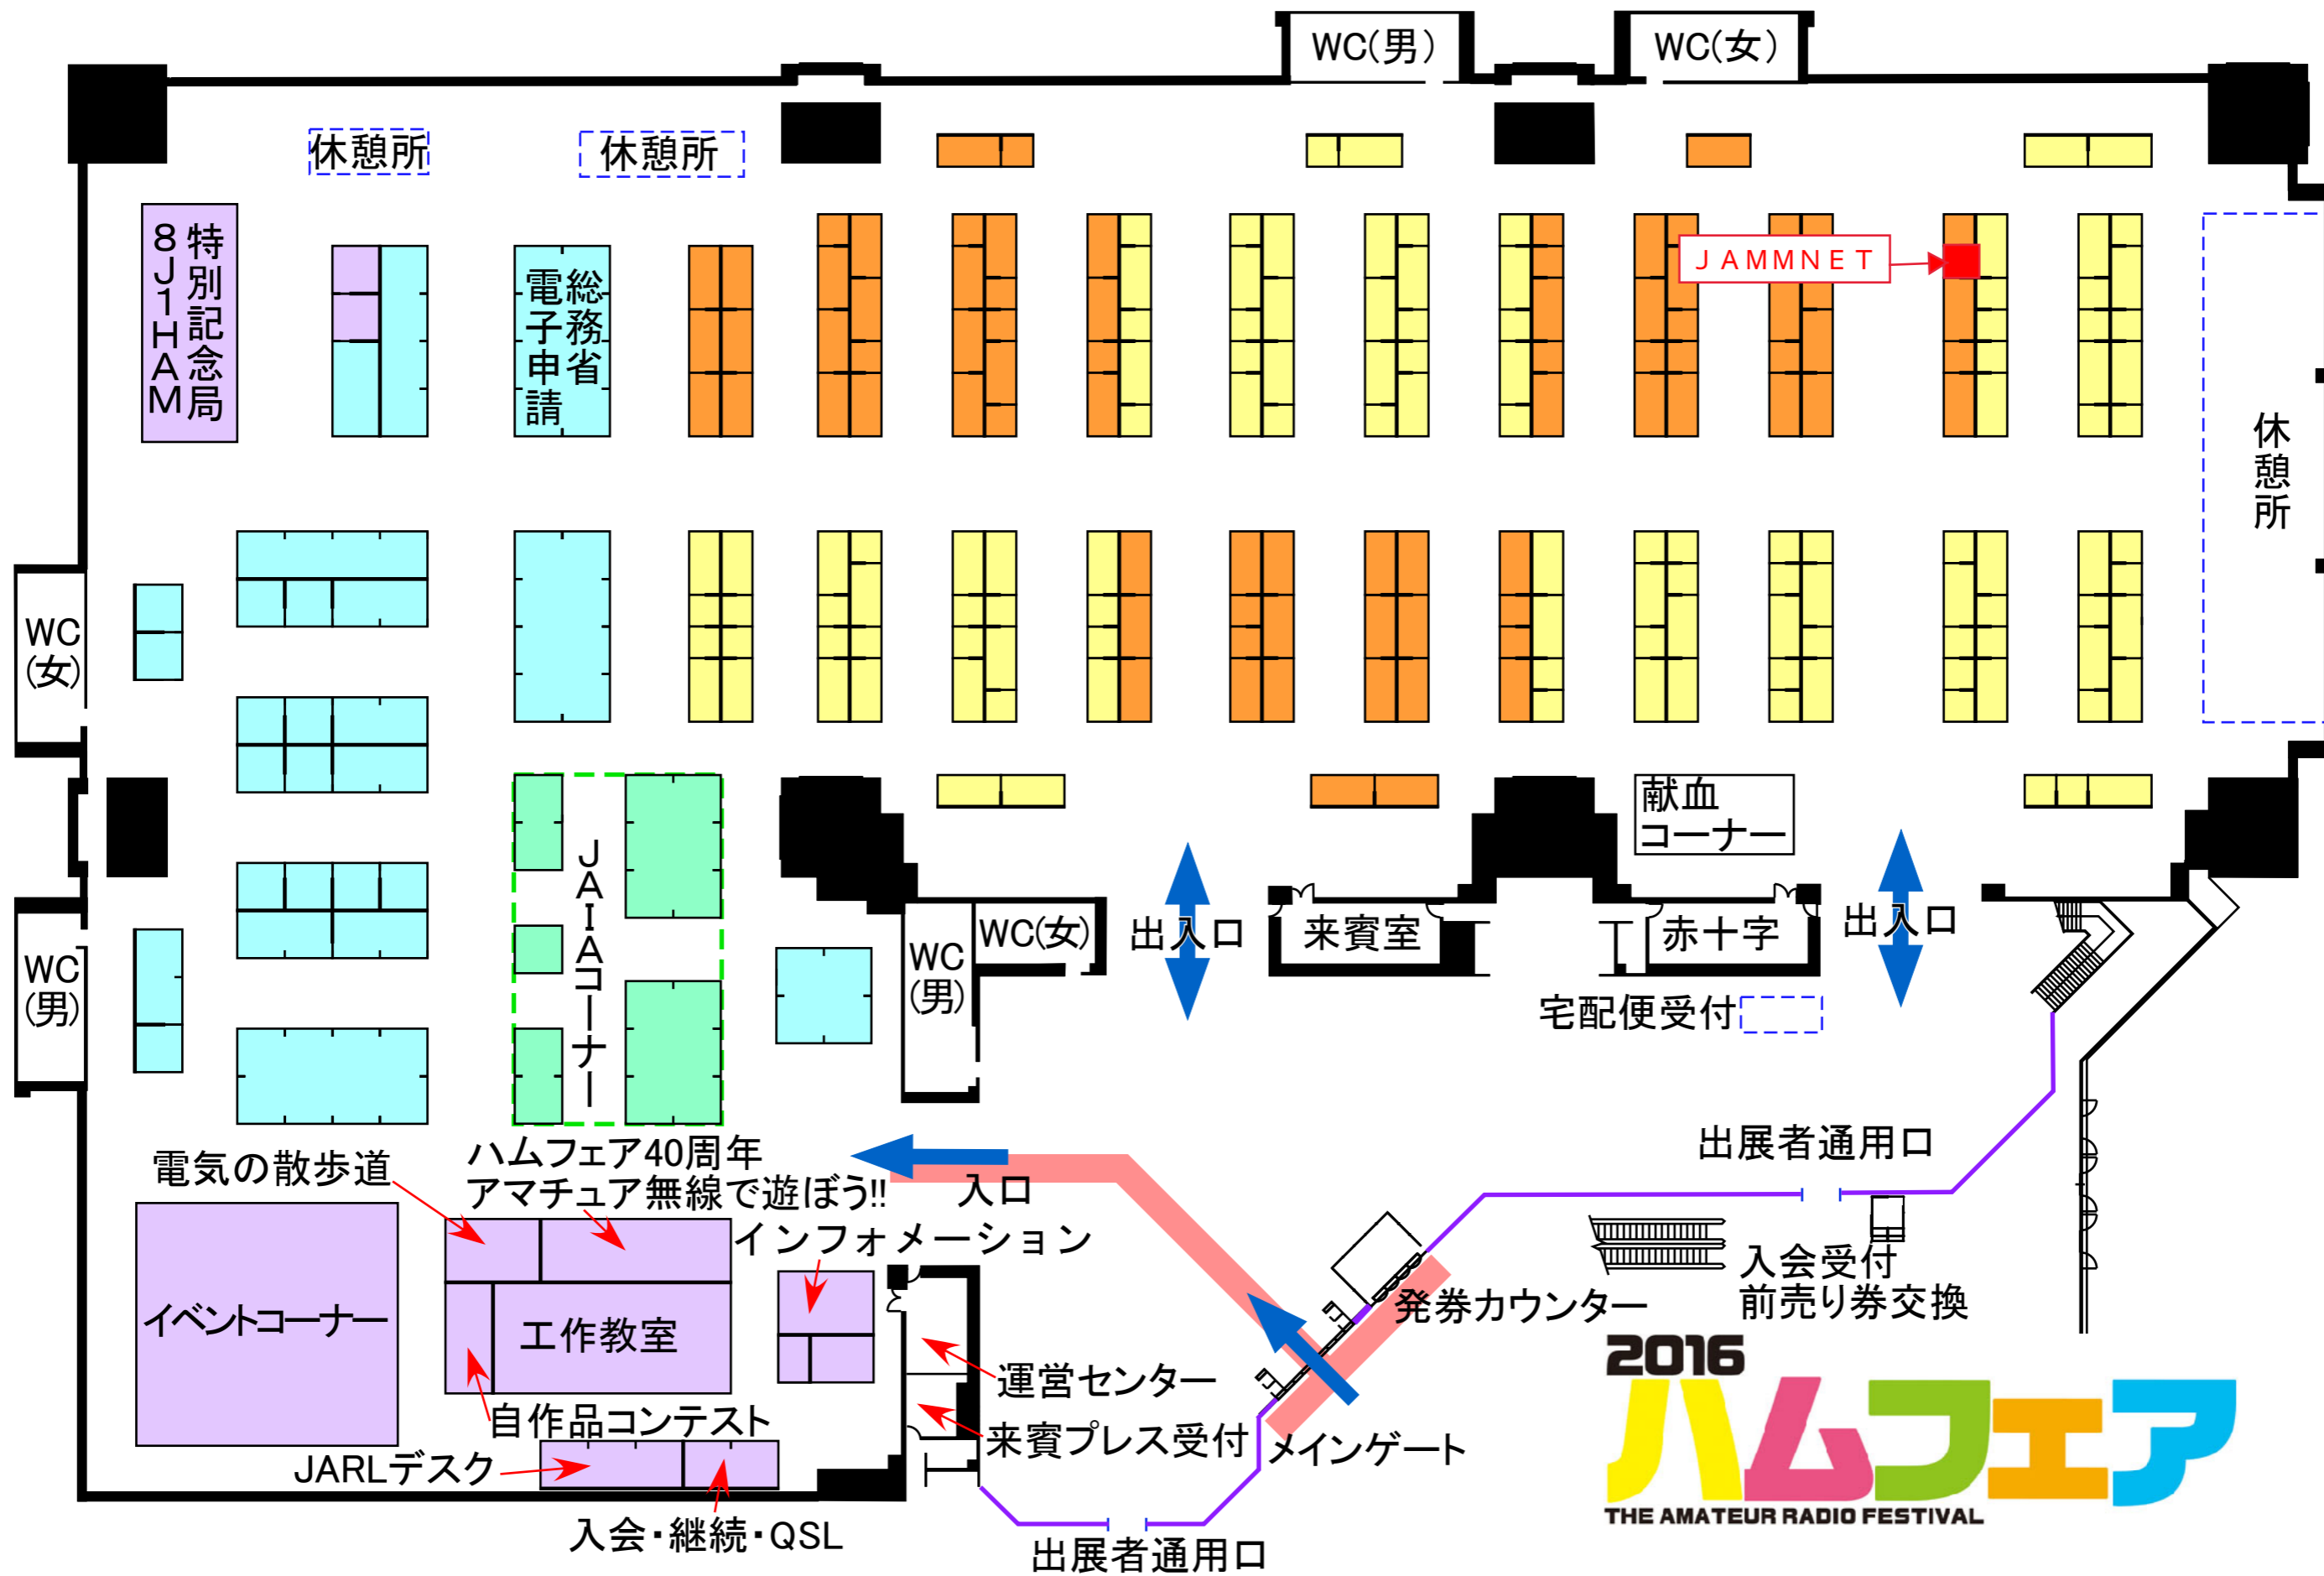 WC(男)
WC(女)
休憩所
休憩所
特別記念局
8J1HAM
総務省
電子申請
JAMMNET
休憩所
WC
(女)
献血
コーナー
JAIAコーナー
WC
(男)
WC
(男)
WC(女)
出入口
来賓室
赤十字
出入口
宅配便受付
電気の散歩道
ハムフェア40周年
アマチュア無線で遊ぼう!!
入口
インフォメーション
出展者通用口
イベントコーナー
工作教室
発券カウンター
入会受付
前売り券交換
運営センター
自作品コンテスト
来賓プレス受付
メインゲート
JARLデスク
入会・継続・QSL
出展者通用口
2016
ハムフェア
THE AMATEUR RADIO FESTIVAL